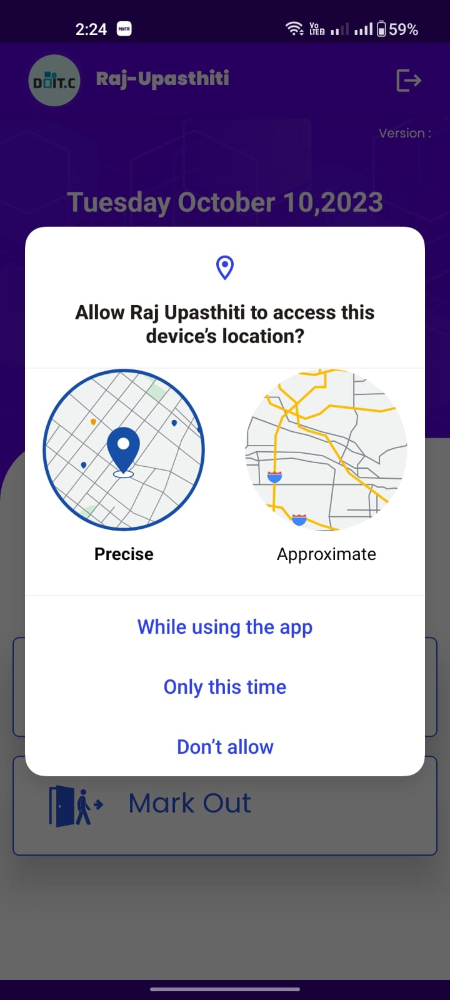 2:24 paytm Vo LTE2 59%
DOIT.C Raj-Upasthiti
Version :
Tuesday October 10,2023
Allow Raj Upasthiti to access this
device’s location?
Precise Approximate
While using the app
Only this time
Don’t allow
Mark Out